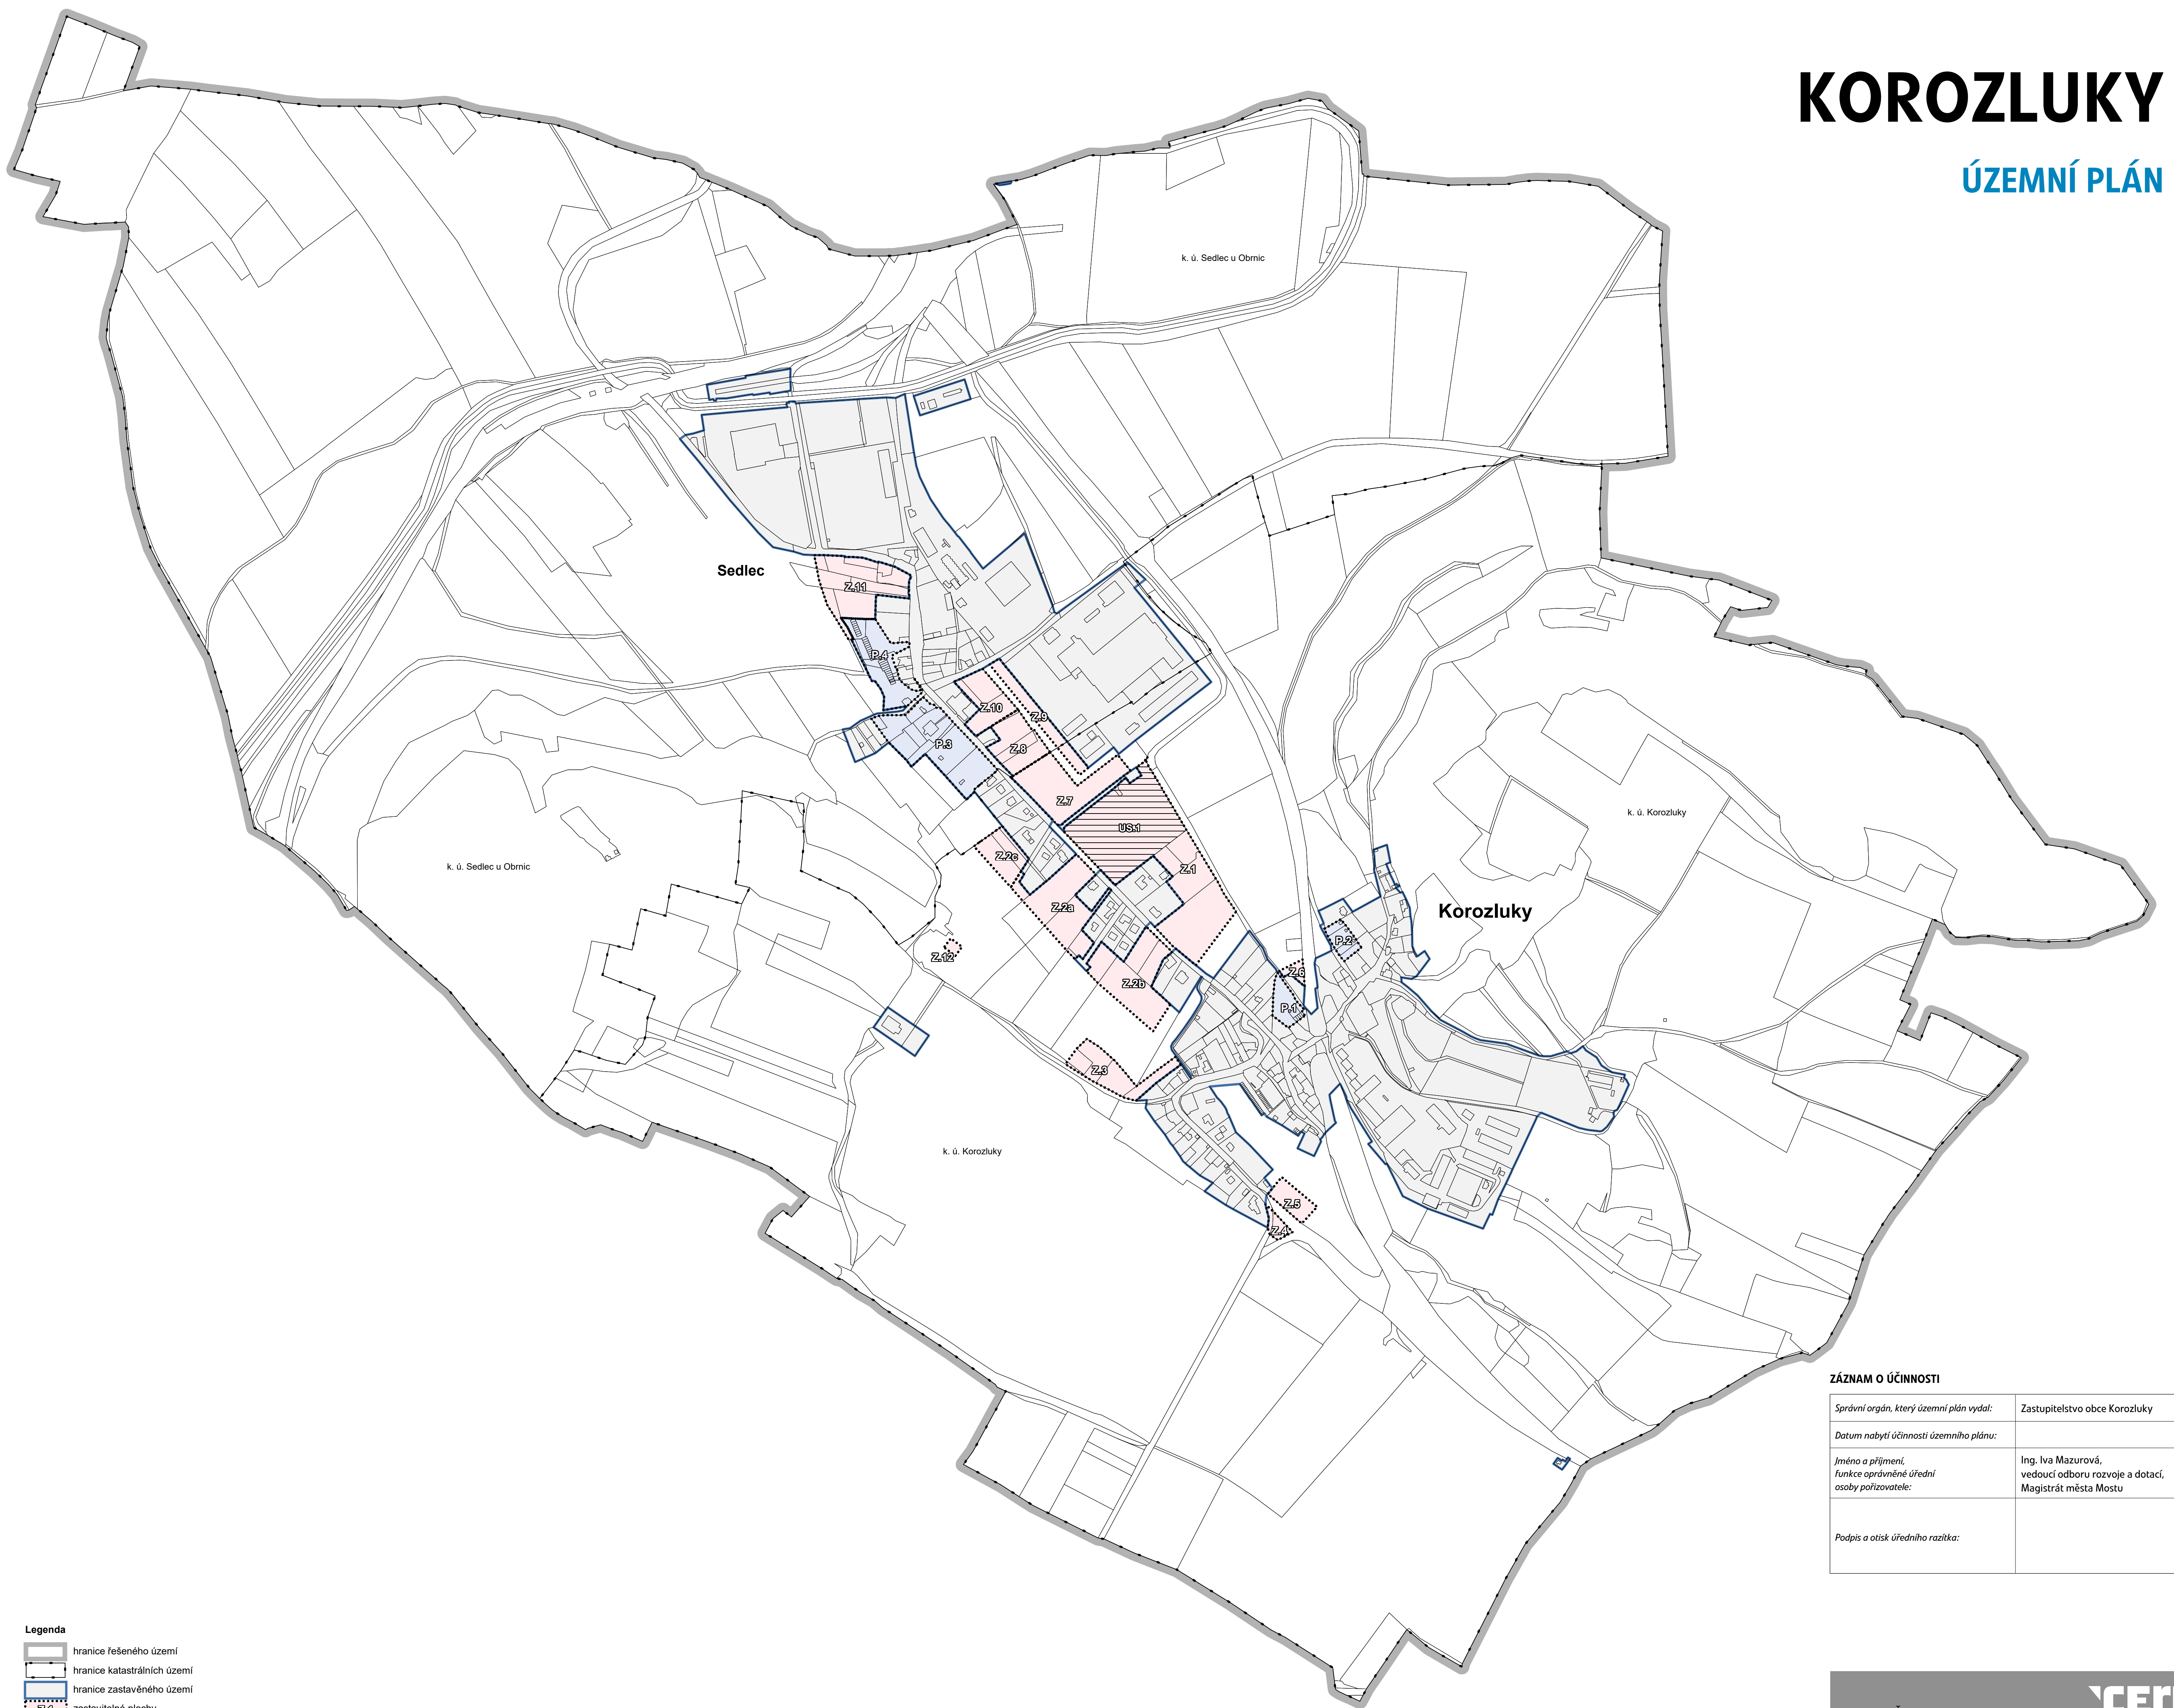 KOROZLUKY
ÚZEMNÍ PLÁN
k. ú. Sedlec u Obrnic
Sedlec
Z.11
P.4
Z.10
Z.9
P.3
Z.8
Z.7
US.1
k. ú. Korozluky
k. ú. Sedlec u Obrnic
Z.2c
Z.1
Z.2a
Korozluky
P.2
Z.12
Z.6
Z.2b
P.1
Z.3
k. ú. Korozluky
Z.5
Z.4
ZÁZNAM O ÚČINNOSTI
Správní orgán, který územní plán vydal: Zastupitelstvo obce Korozluky
Datum nabytí účinnosti územního plánu:
Jméno a příjmení,
funkce oprávněné úřední
osoby pořizovatele:
Ing. Iva Mazurová,
vedoucí odboru rozvoje a dotací,
Magistrát města Mostu
Podpis a otisk úředního razítka:
Legenda
hranice řešeného území
hranice katastrálních území
hranice zastavěného území